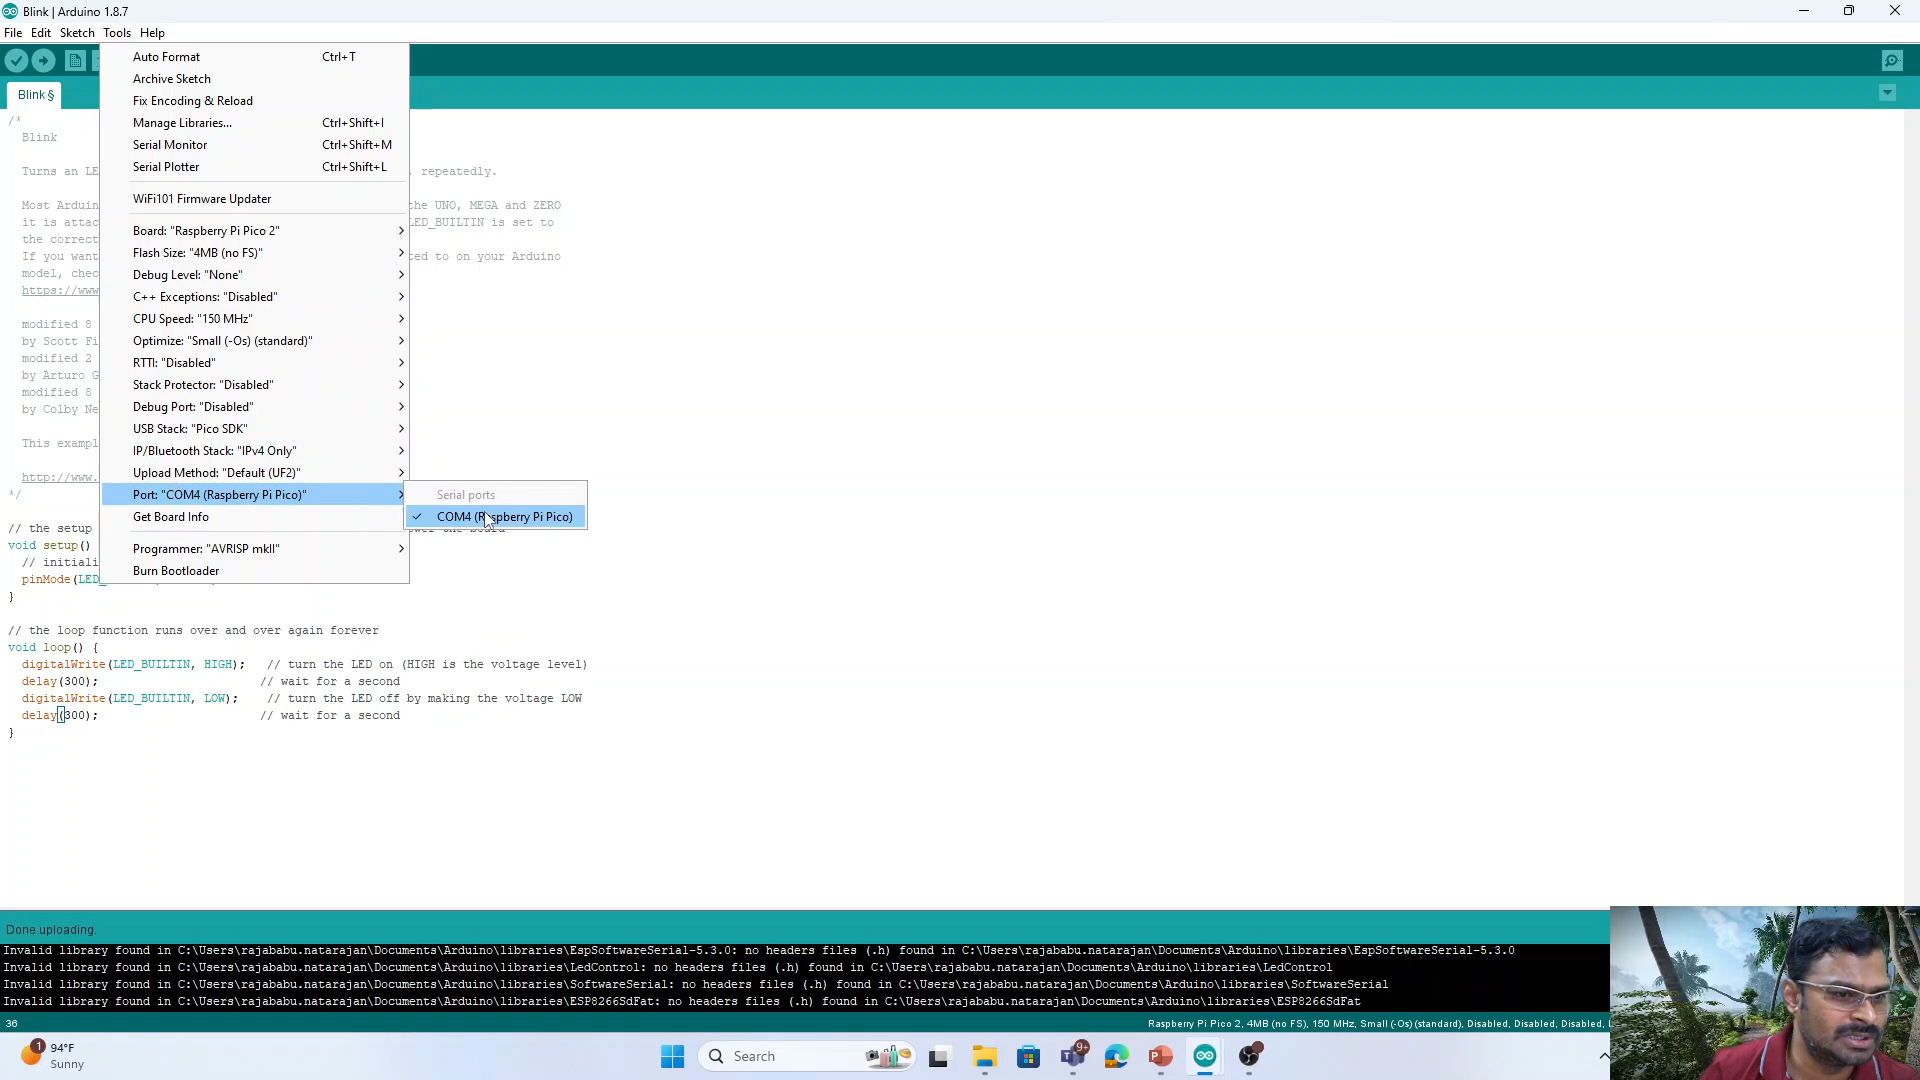 Blink | Arduino 1.8.7
File Edit Sketch Tools Help
Blink §
Auto Format Ctrl+T
Archive Sketch
Fix Encoding & Reload
Manage Libraries... Ctrl+Shift+I
Serial Monitor Ctrl+Shift+M
Serial Plotter Ctrl+Shift+L
WiFi101 Firmware Updater
Board: "Raspberry Pi Pico 2"
Flash Size: "4MB (no FS)"
Debug Level: "None"
C++ Exceptions: "Disabled"
CPU Speed: "150 MHz"
Optimize: "Small (-Os) (standard)"
RTTI: "Disabled"
Stack Protector: "Disabled"
Debug Port: "Disabled"
USB Stack: "Pico SDK"
IP/Bluetooth Stack: "IPv4 Only"
Upload Method: "Default (UF2)"
Port: "COM4 (Raspberry Pi Pico)"
Get Board Info
Programmer: "AVRISP mkII"
Burn Bootloader
Serial ports
COM4 (Raspberry Pi Pico)
/*
Blink
Turns an LE , repeatedly.
Most Arduin the UNO, MEGA and ZERO
it is attac LED_BUILTIN is set to
the correct
If you want ted to on your Arduino
model, chec
https://www
modified 8
by Scott Fi
modified 2
by Arturo G
modified 8
by Colby Ne
This exampl
http://www.
*/
// the setup the board
void setup()
// initiali
pinMode(LED_
}
// the loop function runs over and over again forever
void loop() {
digitalWrite(LED_BUILTIN, HIGH); // turn the LED on (HIGH is the voltage level)
delay(300); // wait for a second
digitalWrite(LED_BUILTIN, LOW); // turn the LED off by making the voltage LOW
delay(300); // wait for a second
}
Done uploading.
Invalid library found in C:\Users\rajababu.natarajan\Documents\Arduino\libraries\EspSoftwareSerial-5.3.0: no headers files (.h) found in C:\Users\rajababu.natarajan\Documents\Arduino\libraries\EspSoftwareSerial-5.3.0
Invalid library found in C:\Users\rajababu.natarajan\Documents\Arduino\libraries\LedControl: no headers files (.h) found in C:\Users\rajababu.natarajan\Documents\Arduino\libraries\LedControl
Invalid library found in C:\Users\rajababu.natarajan\Documents\Arduino\libraries\SoftwareSerial: no headers files (.h) found in C:\Users\rajababu.natarajan\Documents\Arduino\libraries\SoftwareSerial
Invalid library found in C:\Users\rajababu.natarajan\Documents\Arduino\libraries\ESP8266SdFat: no headers files (.h) found in C:\Users\rajababu.natarajan\Documents\Arduino\libraries\ESP8266SdFat
36 Raspberry Pi Pico 2, 4MB (no FS), 150 MHz, Small (-Os) (standard), Disabled, Disabled, Disabled,
1
94°F
Sunny
Search
9+